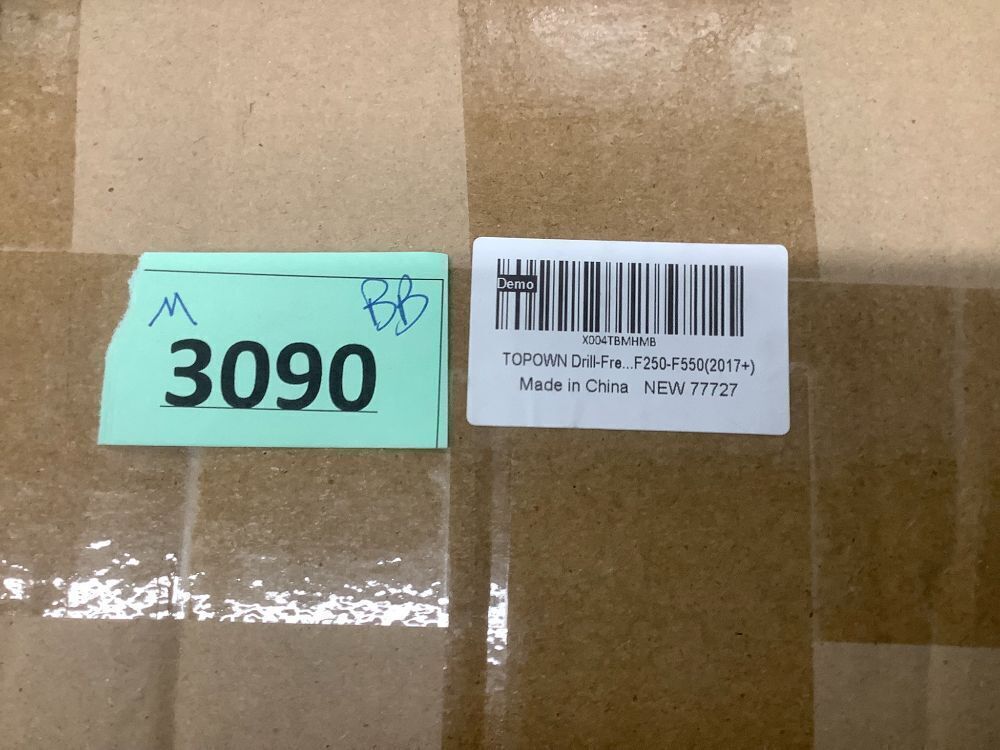 M BB
3090
Demo
X004TBMHMB
TOPOWN Drill-Fre...F250-F550(2017+)
Made in China NEW 77727